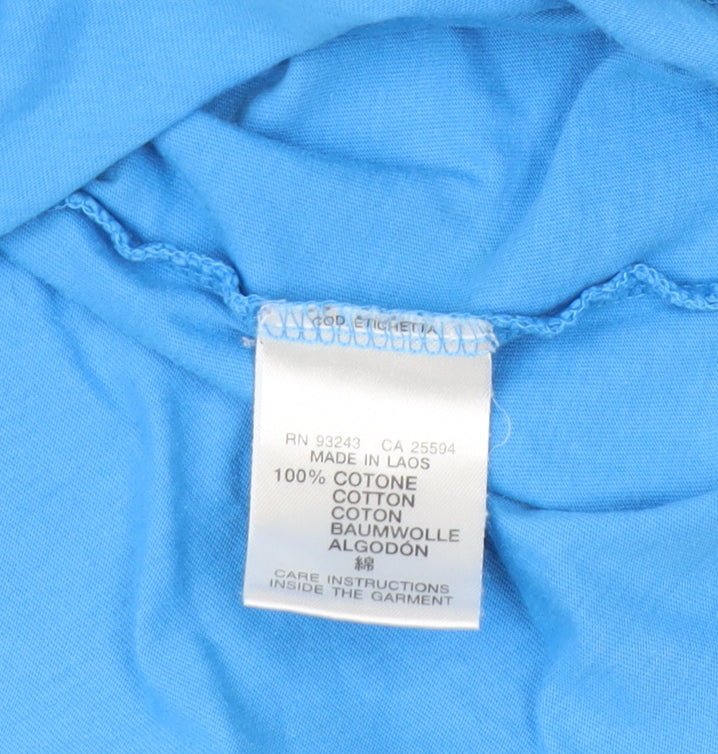 COD. ETICHETTA
RN 93243 CA 25594
MADE IN LAOS
100% COTONE
COTTON
COTON
BAUMWOLLE
ALGODÓN
綿
CARE INSTRUCTIONS
INSIDE THE GARMENT